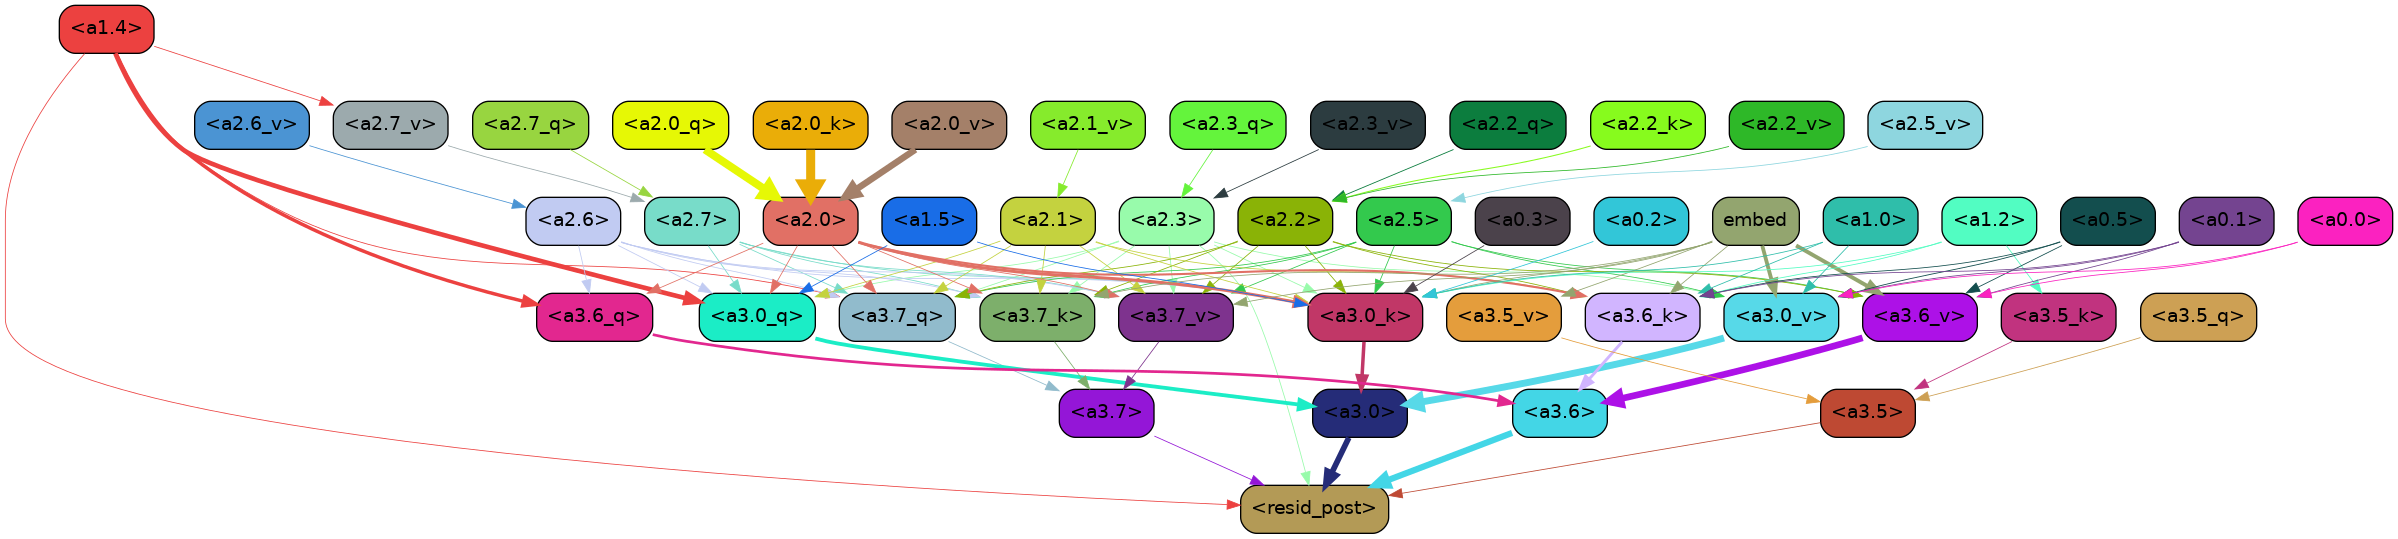 <a1.4>
<a2.6_v>
<a2.7_v>
<a2.7_q>
<a2.0_q>
<a2.0_k>
<a2.0_v>
<a2.1_v>
<a2.3_q>
<a2.3_v>
<a2.2_q>
<a2.2_k>
<a2.2_v>
<a2.5_v>
<a2.6>
<a2.7>
<a2.0>
<a1.5>
<a2.1>
<a2.3>
<a2.2>
<a2.5>
<a0.3>
<a0.2>
embed
<a1.0>
<a1.2>
<a0.5>
<a0.1>
<a0.0>
<a3.6_q>
<a3.0_q>
<a3.7_q>
<a3.7_k>
<a3.7_v>
<a3.0_k>
<a3.5_v>
<a3.6_k>
<a3.0_v>
<a3.6_v>
<a3.5_k>
<a3.5_q>
<a3.7>
<a3.0>
<a3.6>
<a3.5>
<resid_post>